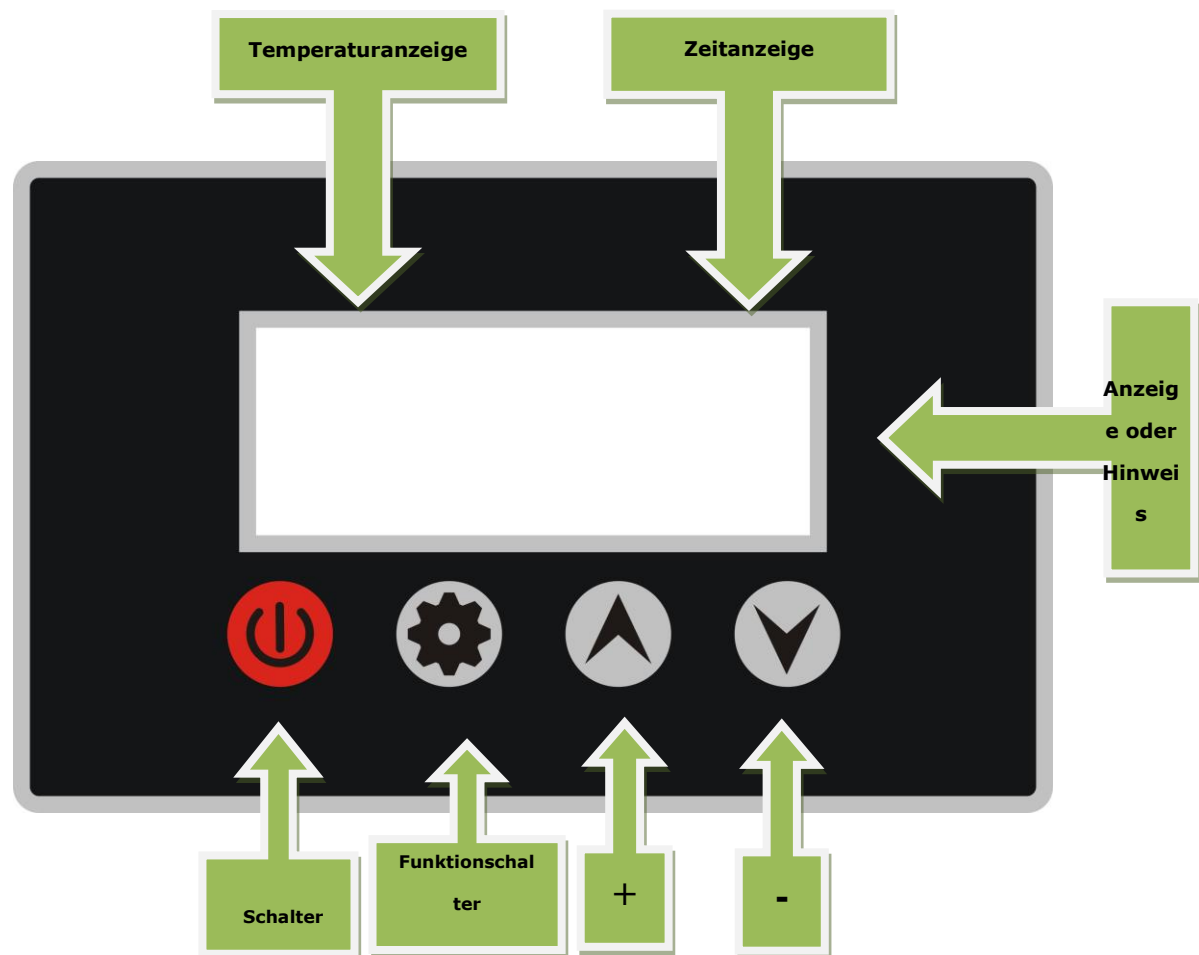 Temperaturanzeige
Zeitanzeige
Anzeig
e oder
Hinwei
s
Schalter
Funktionschal
ter
+
-